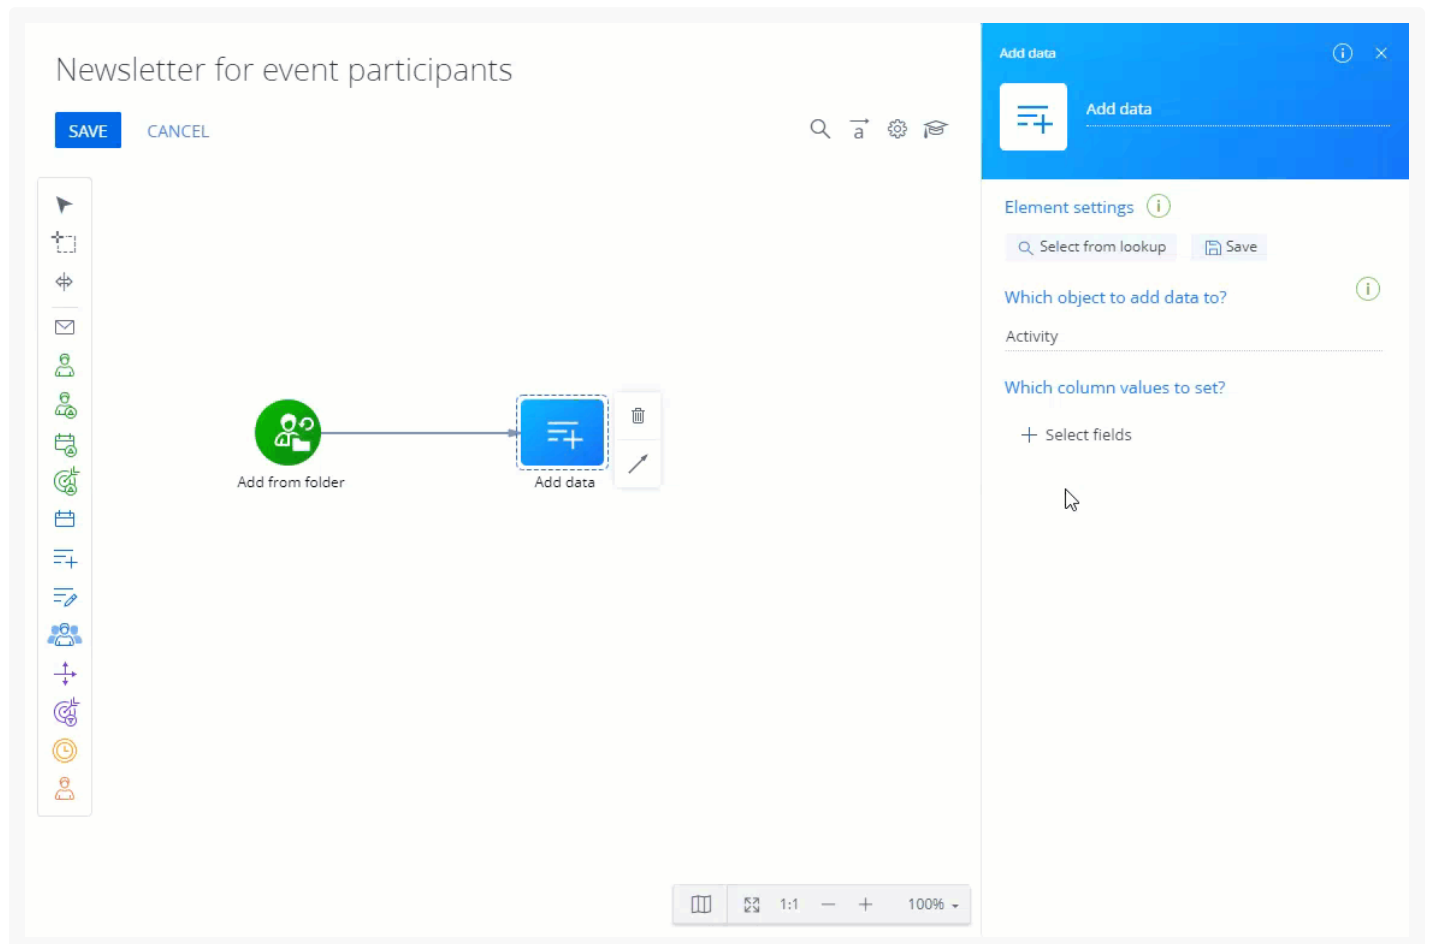 Newsletter for event participants
SAVE
CANCEL
a
Add from folder
Add data
1:1
100%
Add data
Add data
Element settings
Select from lookup
Save
Which object to add data to?
Activity
Which column values to set?
Select fields